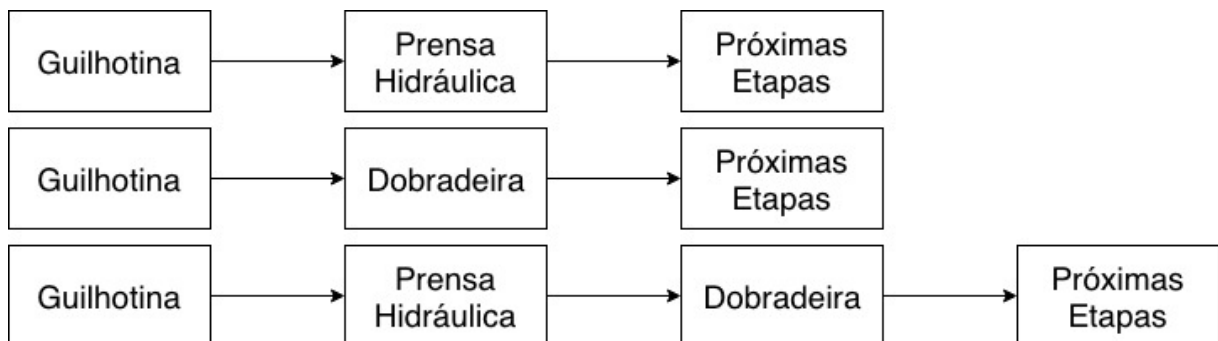 Guilhotina
Prensa
Hidráulica
Próximas
Etapas
Guilhotina
Dobradeira
Próximas
Etapas
Guilhotina
Prensa
Hidráulica
Dobradeira
Próximas
Etapas